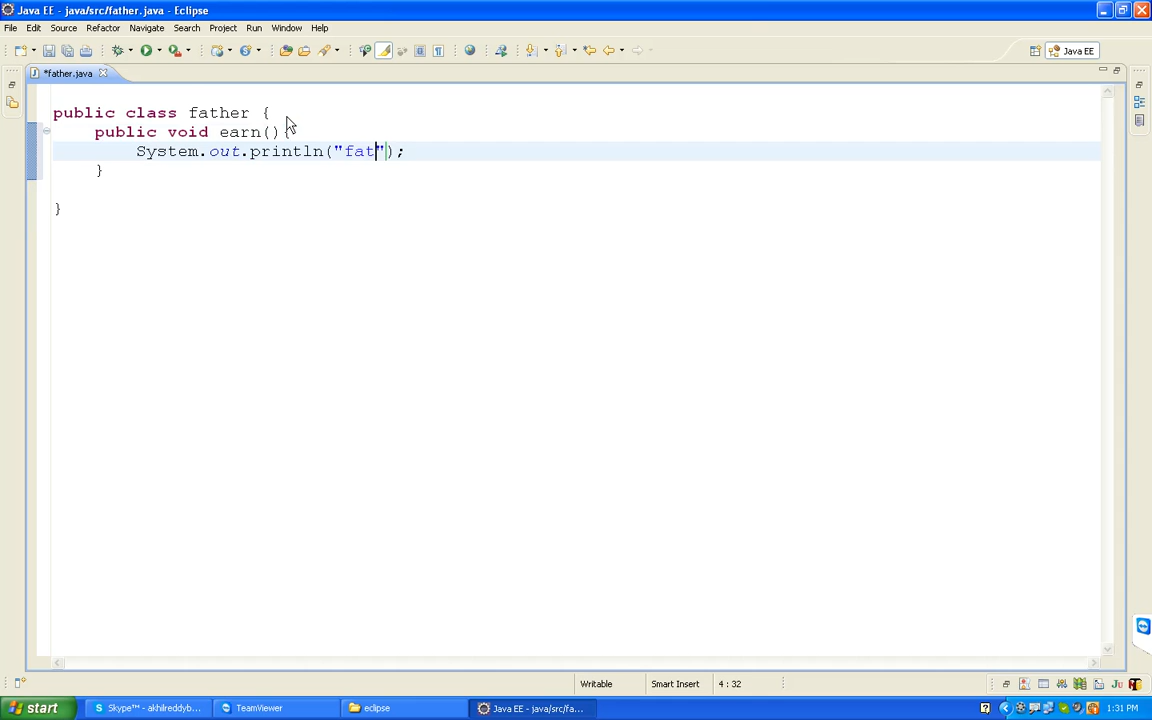 Java EE - java/src/father.java - Eclipse
File Edit Source Refactor Navigate Search Project Run Window Help
Java EE
*father.java
public class father {
public void earn(){
System.out.println("fat");
}
}
Writable Smart Insert 4 : 32
start Skype™ - akhilreddyb... TeamViewer eclipse Java EE - java/src/fa... 1:31 PM